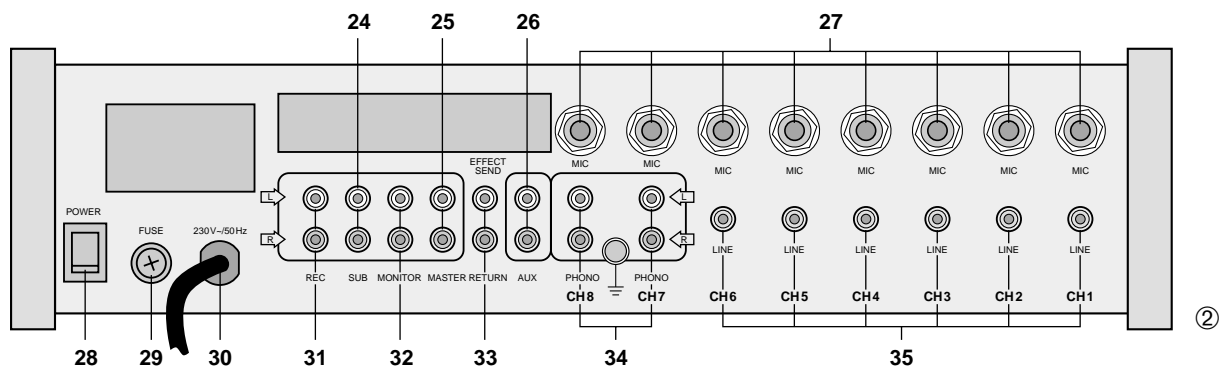 24 25 26 27
MIC MIC MIC MIC MIC MIC MIC MIC
EFFECT
SEND
L L
POWER FUSE 230V~/50Hz
R R
LINE LINE LINE LINE LINE LINE
REC SUB MONITOR MASTER RETURN AUX PHONO PHONO
CH8 CH7 CH6 CH5 CH4 CH3 CH2 CH1
②
28 29 30 31 32 33 34 35